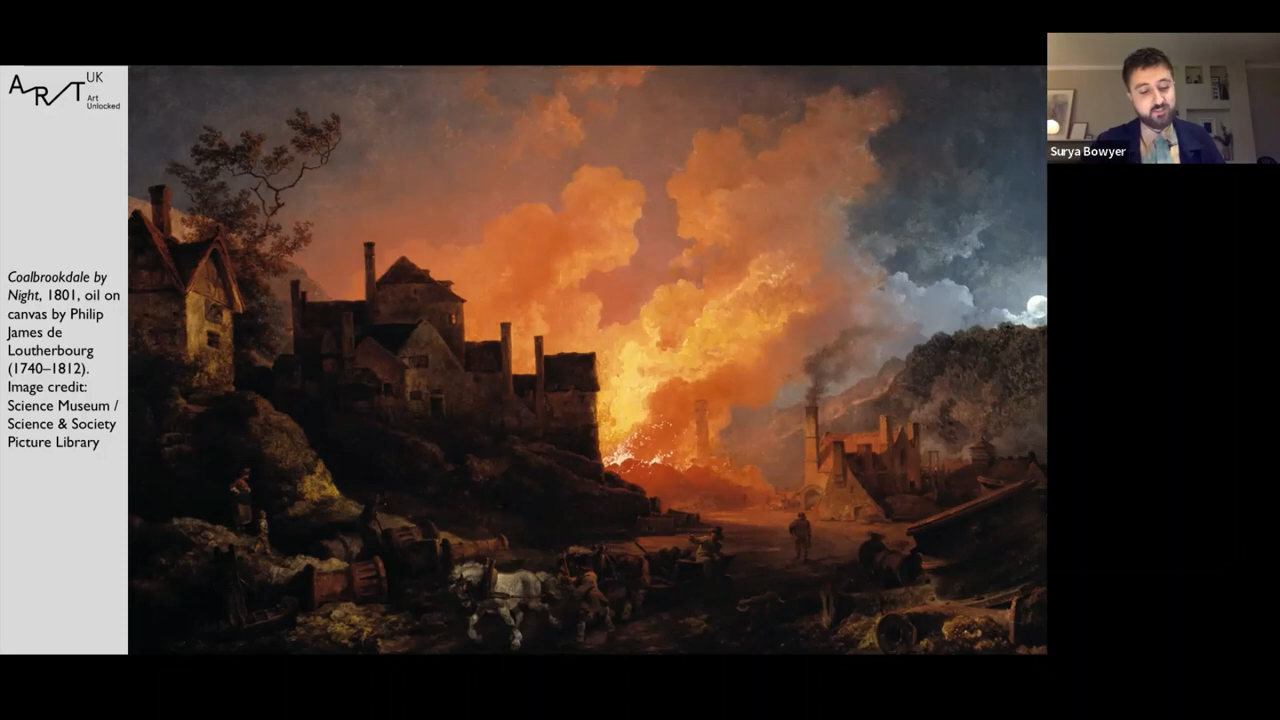 ART UK
Art
Unlocked
Coalbrookdale by
Night, 1801, oil on
canvas by Philip
James de
Loutherbourg
(1740–1812).
Image credit:
Science Museum /
Science & Society
Picture Library
Surya Bowyer